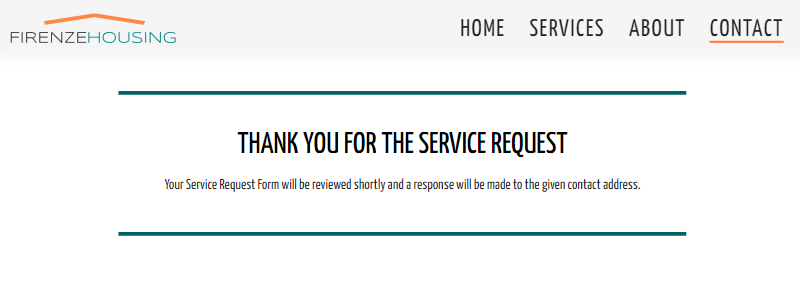 FIRENZEHOUSING
HOME SERVICES ABOUT CONTACT
THANK YOU FOR THE SERVICE REQUEST
Your Service Request Form will be reviewed shortly and a response will be made to the given contact address.